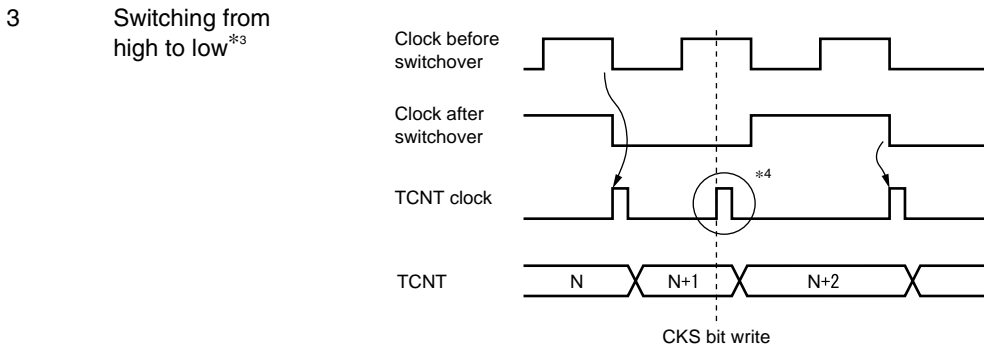 3 Switching from
high to low*3
Clock before
switchover
Clock after
switchover
TCNT clock
*4
TCNT
N
N+1
N+2
CKS bit write